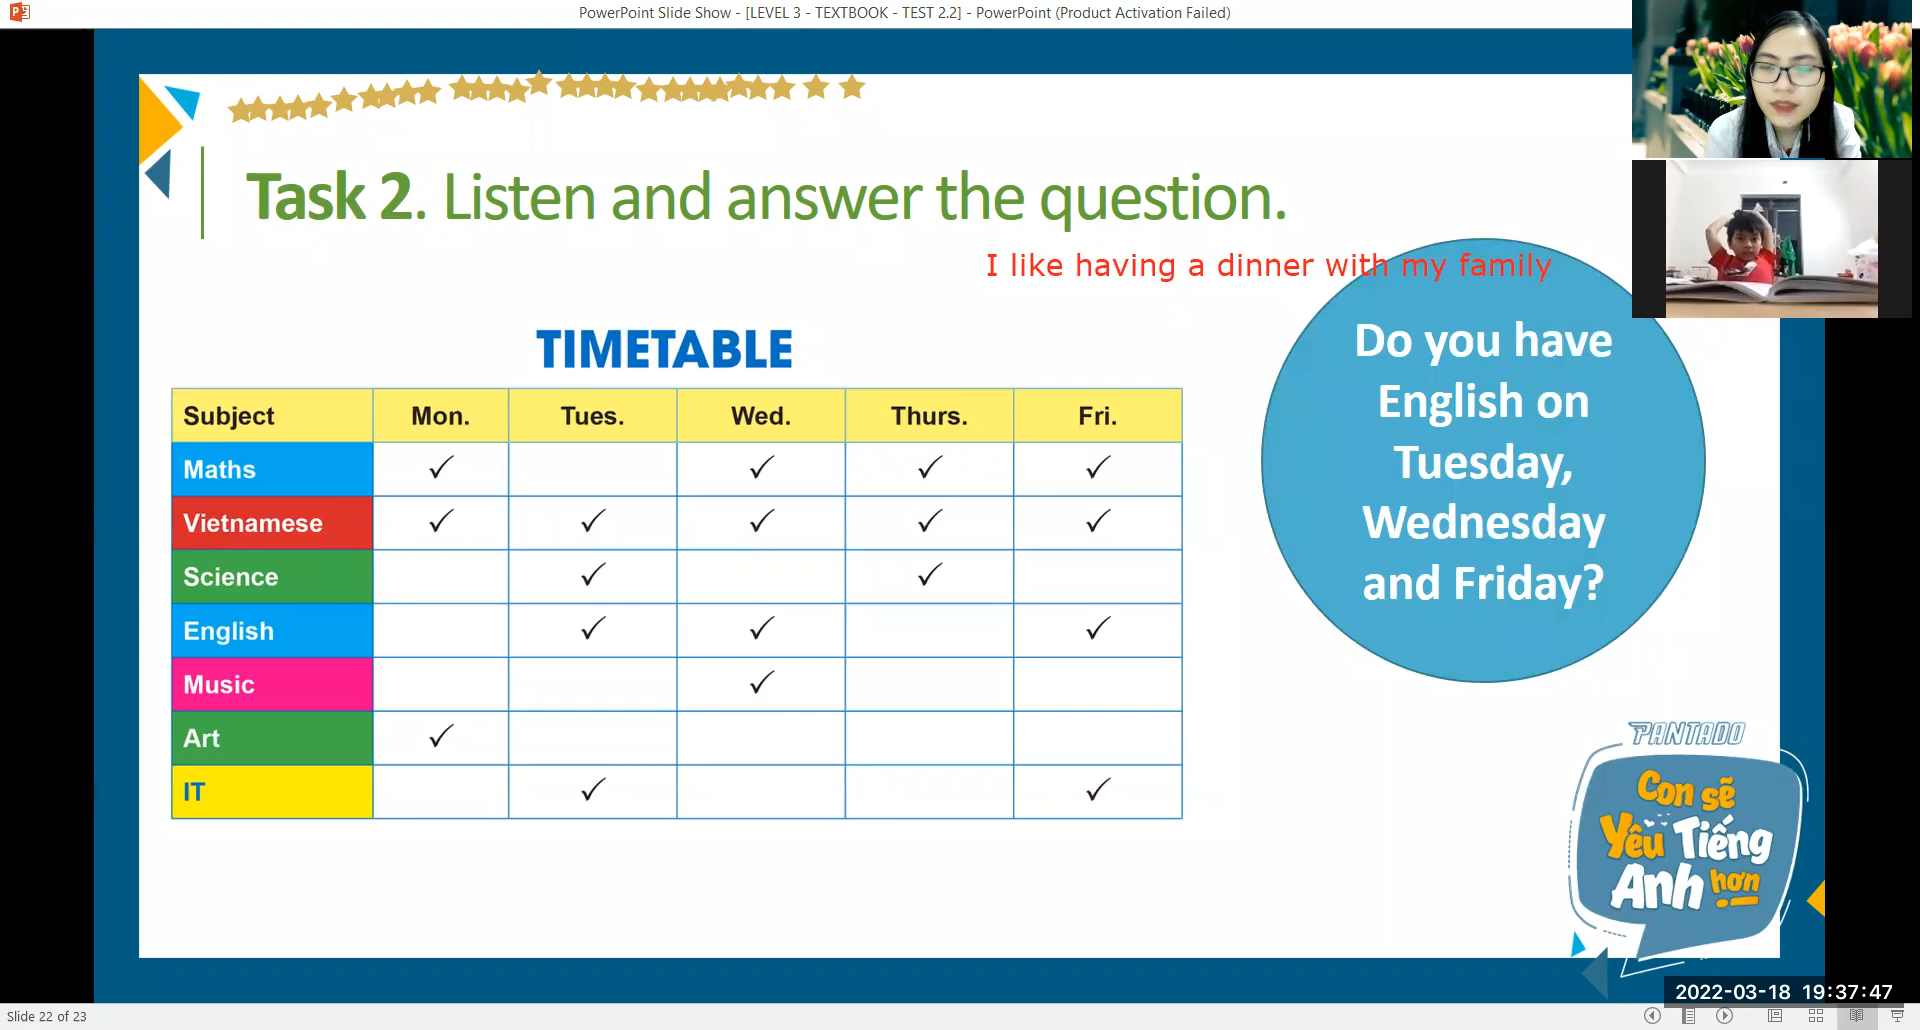 PowerPoint Slide Show - [LEVEL 3 - TEXTBOOK - TEST 2.2] - PowerPoint (Product Activation Failed)
Task 2. Listen and answer the question.
I like having a dinner with my family
TIMETABLE
Subject Mon. Tues. Wed. Thurs. Fri.
Maths ✓ ✓ ✓ ✓
Vietnamese ✓ ✓ ✓ ✓ ✓
Science ✓ ✓
English ✓ ✓ ✓
Music ✓
Art ✓
IT ✓ ✓
Do you have
English on
Tuesday,
Wednesday
and Friday?
PANTADO
Con sẽ
Yêu Tiếng
Anh hơn
2022-03-18 19:37:47
Slide 22 of 23